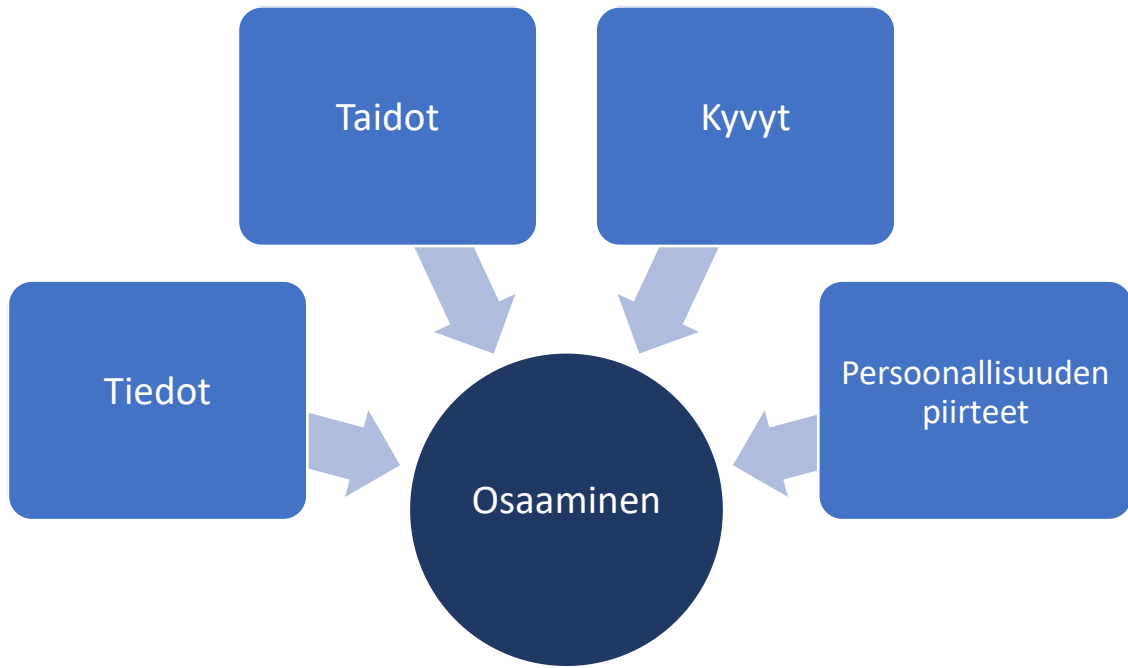 Taidot
Kyvyt
Tiedot
Persoonallisuuden
piirteet
Osaaminen